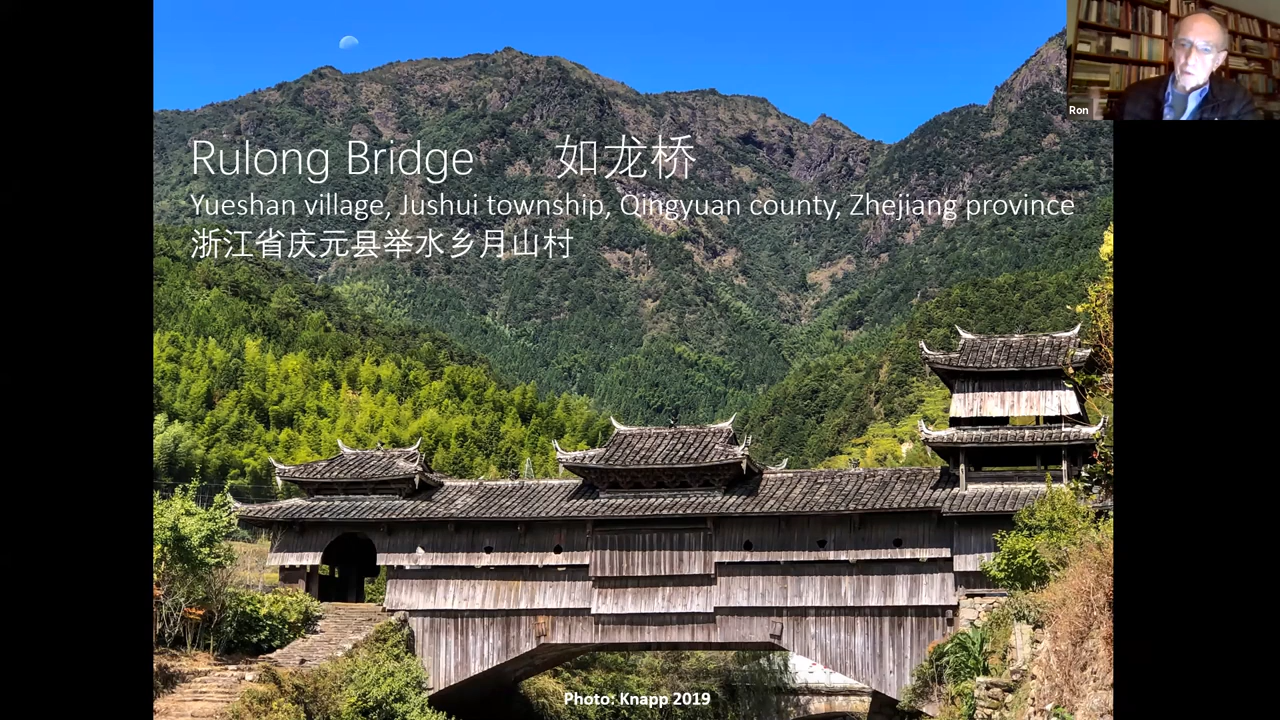 Rulong Bridge 如龙桥
Yueshan village, Jushui township, Qingyuan county, Zhejiang province
浙江省庆元县举水乡月山村
Ron
Photo: Knapp 2019